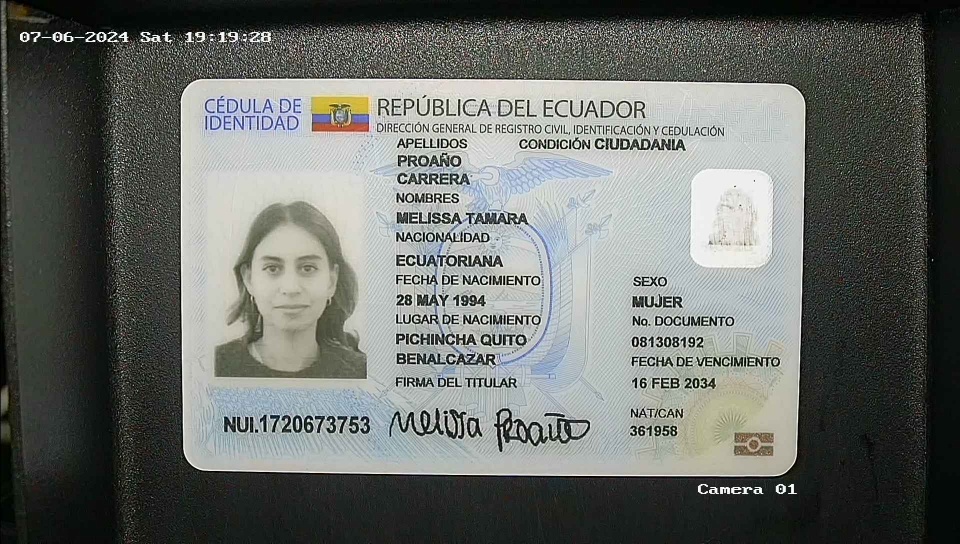 07-06-2024 Sat 19:19:28
CÉDULA DE IDENTIDAD
REPÚBLICA DEL ECUADOR
DIRECCIÓN GENERAL DE REGISTRO CIVIL, IDENTIFICACIÓN Y CEDULACIÓN
APELLIDOS
CONDICIÓN CIUDADANIA
PROAÑO
CARRERA
NOMBRES
MELISSA TAMARA
NACIONALIDAD
ECUATORIANA
FECHA DE NACIMIENTO
28 MAY 1994
LUGAR DE NACIMIENTO
PICHINCHA QUITO
BENALCAZAR
FIRMA DEL TITULAR
SEXO
MUJER
No. DOCUMENTO
081308192
FECHA DE VENCIMIENTO
16 FEB 2034
NAT/CAN
361958
NUI.1720673753
Melissa Proaño
Camera 01